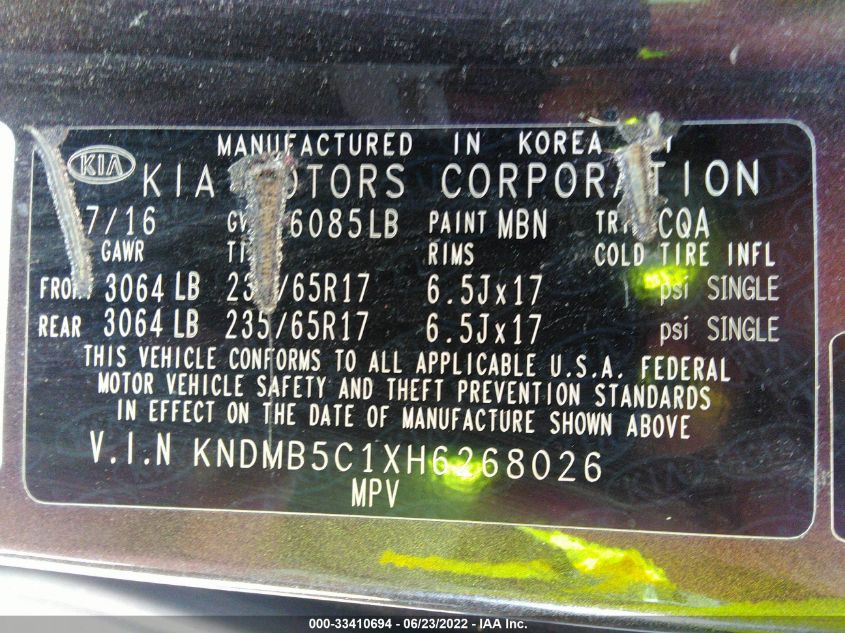 MANUFACTURED IN KOREA
KIA MOTORS CORPORATION
7/16 6085LB PAINT MBN CQA
GAWR RIMS COLD TIRE INFL
FRONT 3064 LB /65R17 6.5Jx17 psi SINGLE
REAR 3064 LB 235/65R17 6.5Jx17 psi SINGLE
THIS VEHICLE CONFORMS TO ALL APPLICABLE U.S.A. FEDERAL
MOTOR VEHICLE SAFETY AND THEFT PREVENTION STANDARDS
IN EFFECT ON THE DATE OF MANUFACTURE SHOWN ABOVE
V.I.N KNDMB5C1XH6268026
MPV
000-33410694 - 06/23/2022 - IAA Inc.